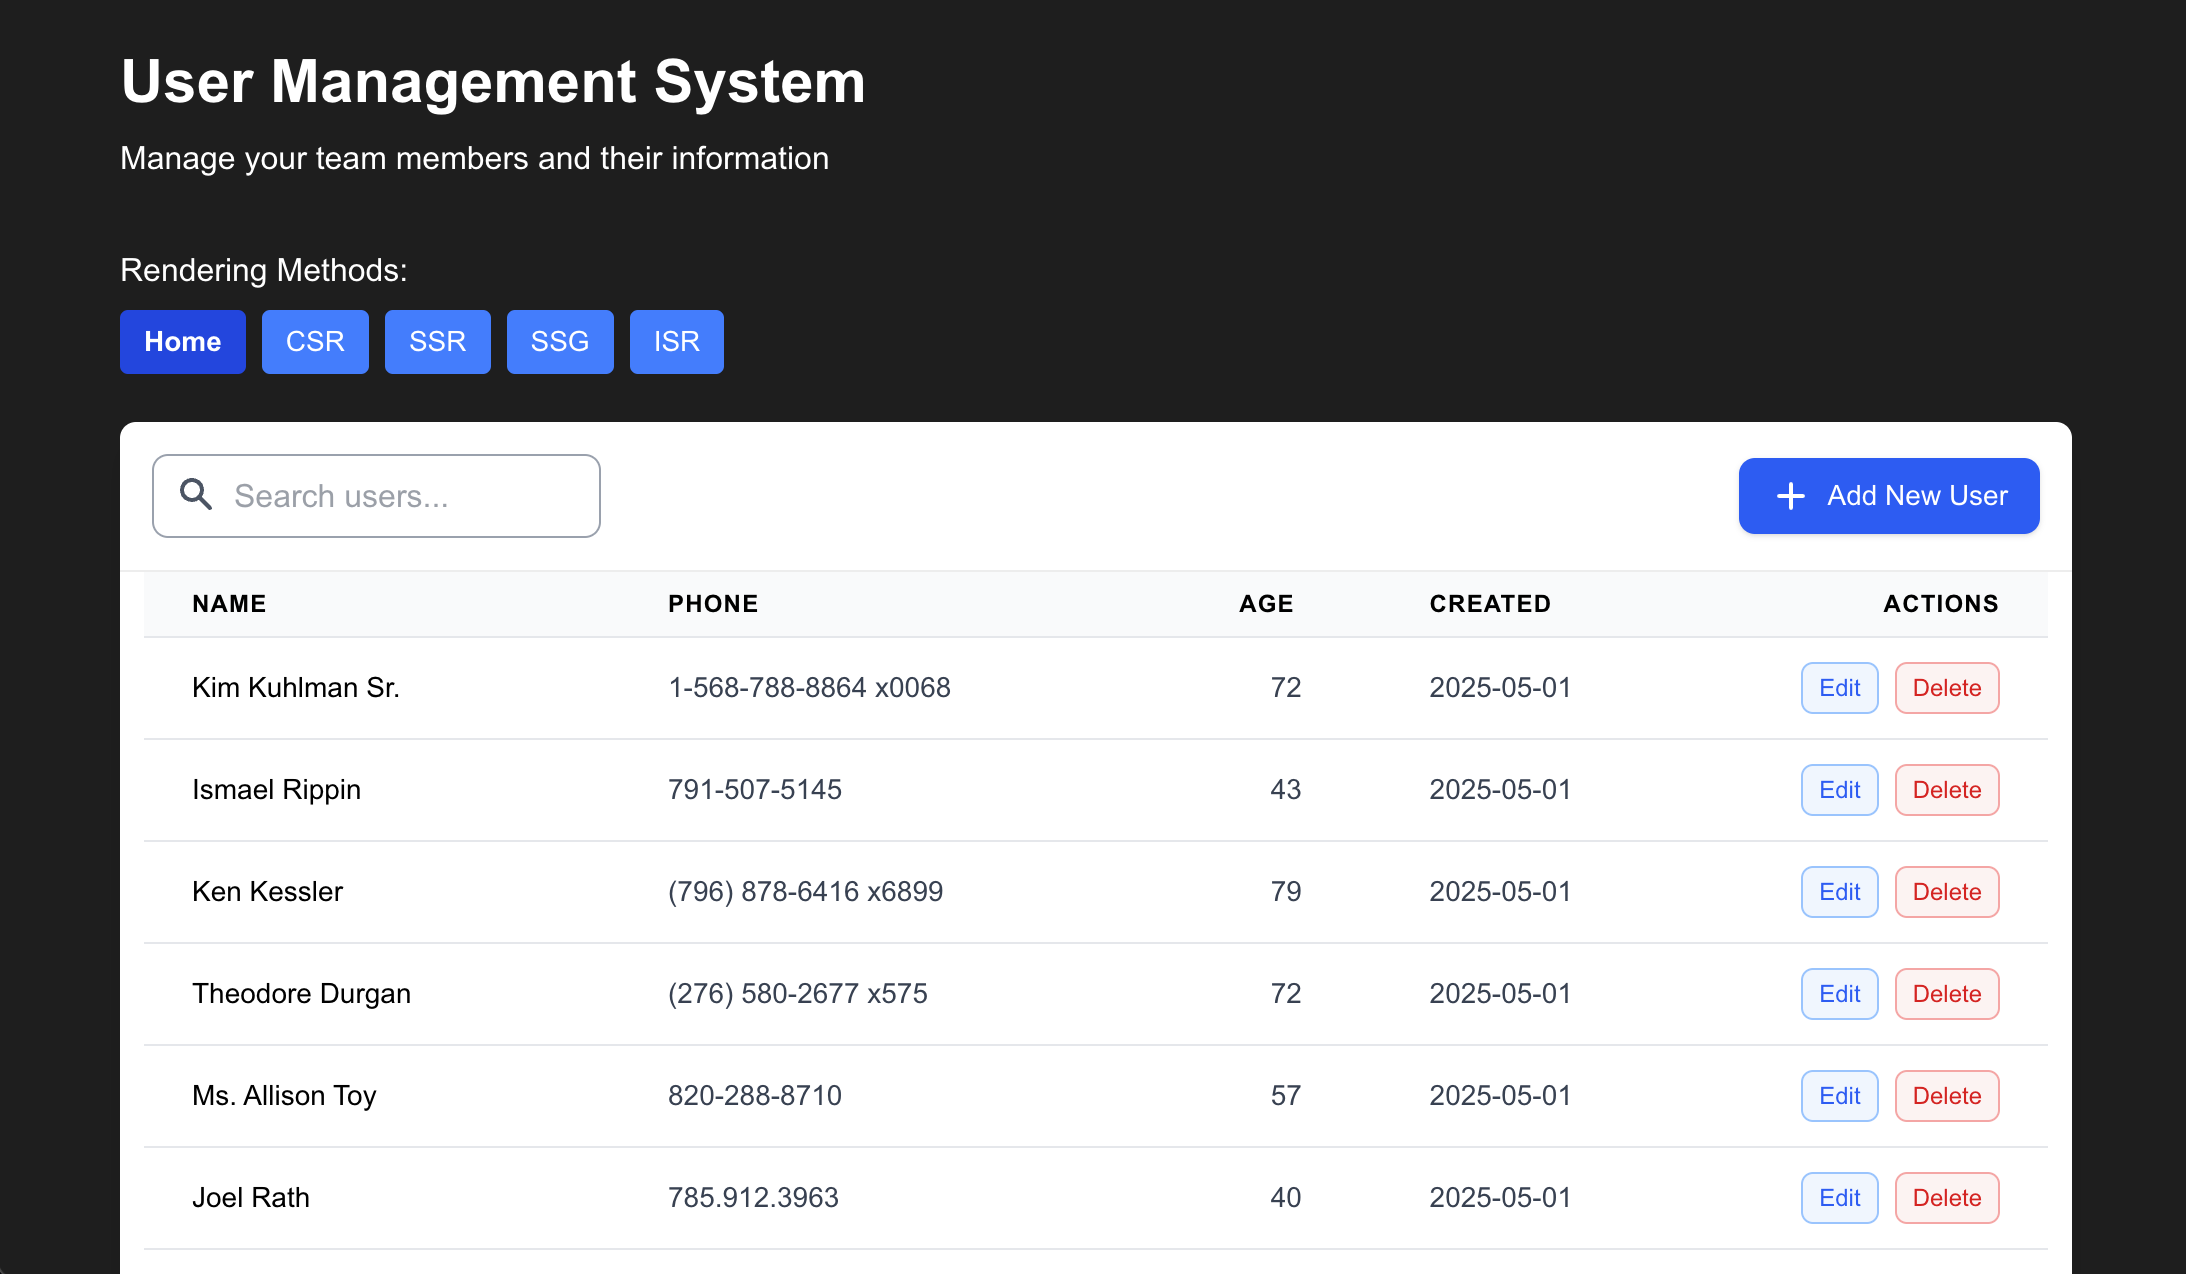 User Management System
Manage your team members and their information
Rendering Methods:
Home CSR SSR SSG ISR
Search users... Add New User
NAME PHONE AGE CREATED ACTIONS
Kim Kuhlman Sr. 1-568-788-8864 x0068 72 2025-05-01 Edit Delete
Ismael Rippin 791-507-5145 43 2025-05-01 Edit Delete
Ken Kessler (796) 878-6416 x6899 79 2025-05-01 Edit Delete
Theodore Durgan (276) 580-2677 x575 72 2025-05-01 Edit Delete
Ms. Allison Toy 820-288-8710 57 2025-05-01 Edit Delete
Joel Rath 785.912.3963 40 2025-05-01 Edit Delete